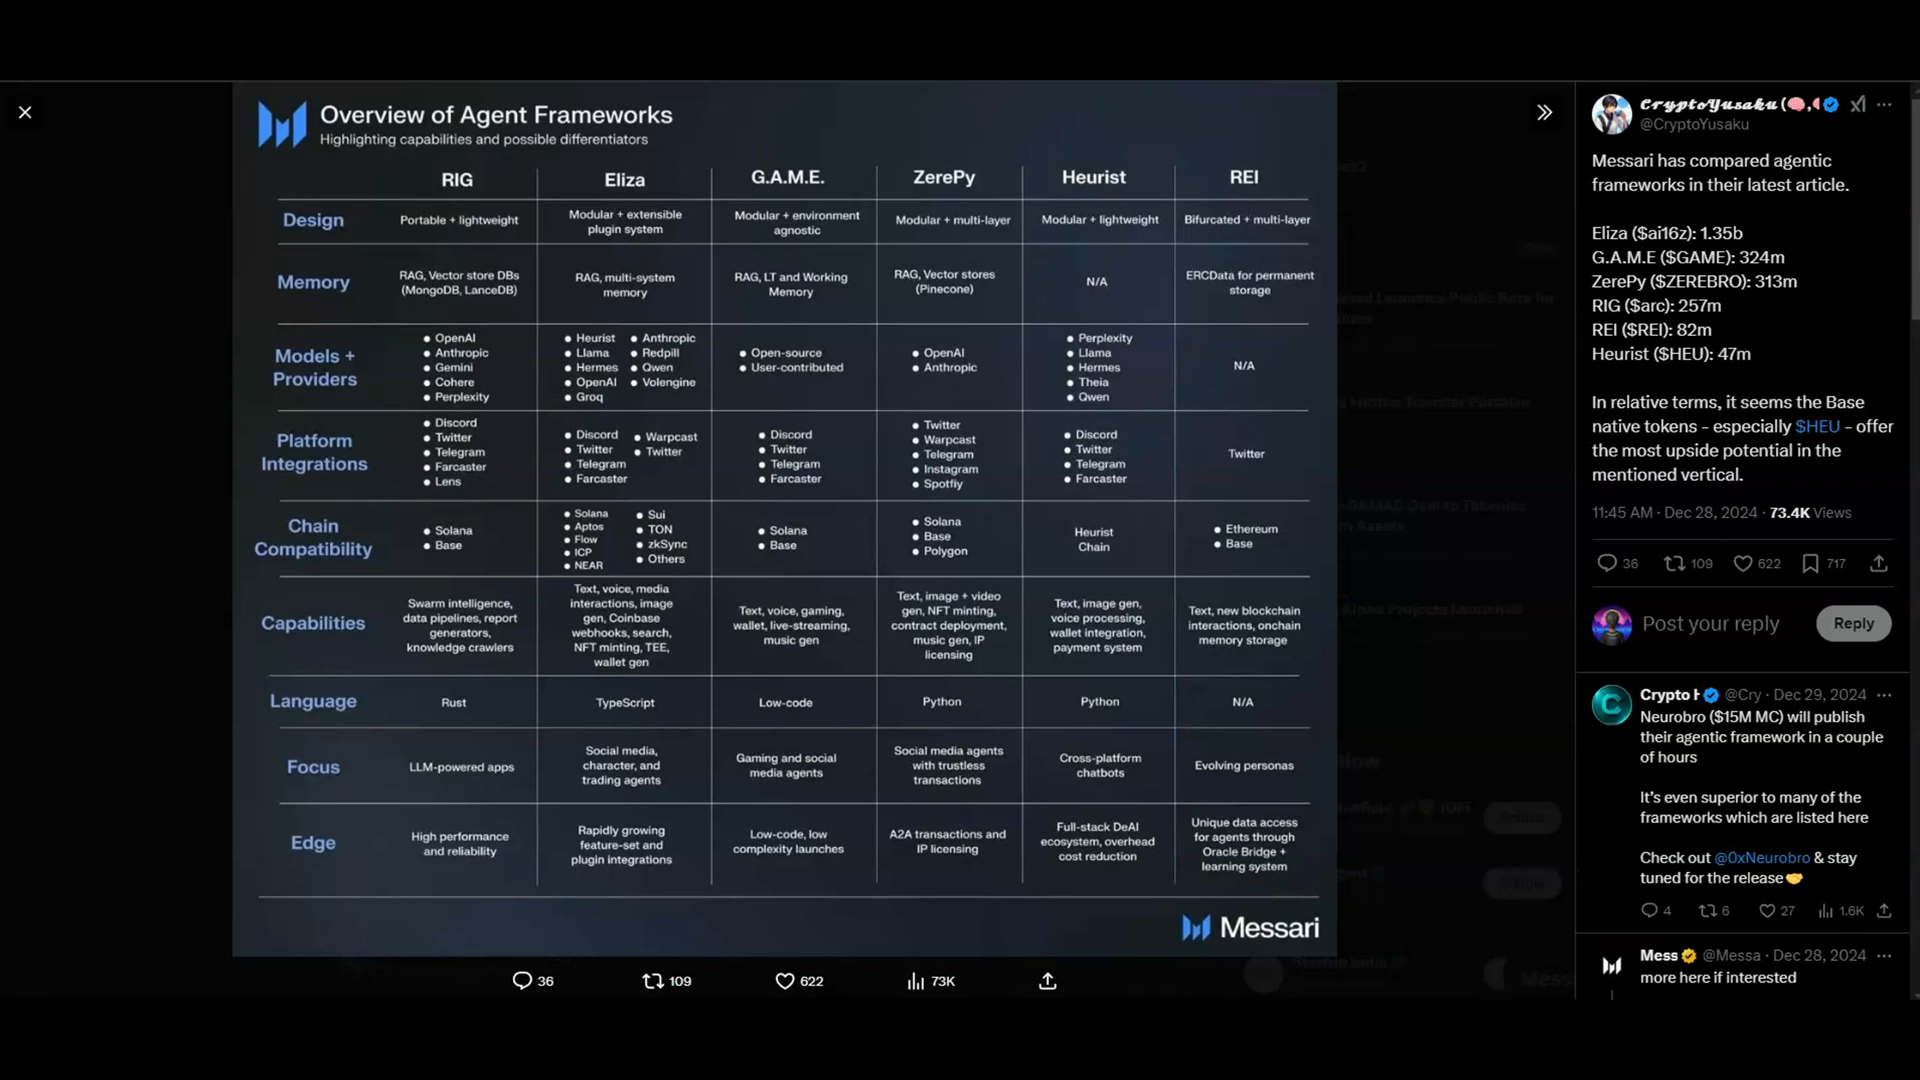 Overview of Agent Frameworks
Highlighting capabilities and possible differentiators
RIG
Eliza
G.A.M.E.
ZerePy
Heurist
REI
Design
Portable + lightweight
Modular + extensible
plugin system
Modular + environment
agnostic
Modular + multi-layer
Modular + lightweight
Bifurcated + multi-layer
Memory
RAG, Vector store DBs
(MongoDB, LanceDB)
RAG, multi-system
memory
RAG, LT and Working
Memory
RAG, Vector stores
(Pinecone)
N/A
ERCData for permanent
storage
Models +
Providers
OpenAI
Anthropic
Gemini
Cohere
Perplexity
Heurist
Llama
Hermes
OpenAI
Groq
Anthropic
Redpill
Qwen
Volengine
Open-source
User-contributed
OpenAI
Anthropic
Perplexity
Llama
Hermes
Theia
Qwen
N/A
Platform
Integrations
Discord
Twitter
Telegram
Farcaster
Lens
Discord
Twitter
Telegram
Farcaster
Warpcast
Twitter
Discord
Twitter
Telegram
Farcaster
Twitter
Warpcast
Telegram
Instagram
Spotfiy
Discord
Twitter
Telegram
Farcaster
Twitter
Chain
Compatibility
Solana
Base
Solana
Aptos
Flow
ICP
NEAR
Sui
TON
zkSync
Others
Solana
Base
Solana
Base
Polygon
Heurist
Chain
Ethereum
Base
Capabilities
Swarm intelligence,
data pipelines, report
generators,
knowledge crawlers
Text, voice, media
interactions, image
gen, Coinbase
webhooks, search,
NFT minting, TEE,
wallet gen
Text, voice, gaming,
wallet, live-streaming,
music gen
Text, image + video
gen, NFT minting,
contract deployment,
music gen, IP
licensing
Text, image gen,
voice processing,
wallet integration,
payment system
Text, new blockchain
interactions, onchain
memory storage
Language
Rust
TypeScript
Low-code
Python
Python
N/A
Focus
LLM-powered apps
Social media,
character, and
trading agents
Gaming and social
media agents
Social media agents
with trustless
transactions
Cross-platform
chatbots
Evolving personas
Edge
High performance
and reliability
Rapidly growing
feature-set and
plugin integrations
Low-code, low
complexity launches
A2A transactions and
IP licensing
Full-stack DeAI
ecosystem, overhead
cost reduction
Unique data access
for agents through
Oracle Bridge +
learning system
Messari
36 109 622 73K
CryptoYusaku (🧠,
@CryptoYusaku
Messari has compared agentic
frameworks in their latest article.
Eliza ($ai16z): 1.35b
G.A.M.E ($GAME): 324m
ZerePy ($ZEREBRO): 313m
RIG ($arc): 257m
REI ($REI): 82m
Heurist ($HEU): 47m
In relative terms, it seems the Base
native tokens - especially $HEU - offer
the most upside potential in the
mentioned vertical.
11:45 AM · Dec 28, 2024 · 73.4K Views
36 109 622 717
Post your reply
Reply
Crypto @Cry · Dec 29, 2024
Neurobro ($15M MC) will publish
their agentic framework in a couple
of hours
It's even superior to many of the
frameworks which are listed here
Check out @0xNeurobro & stay
tuned for the release🤝
4 6 27 1.6K
Mess @Messa · Dec 28, 2024
more here if interested